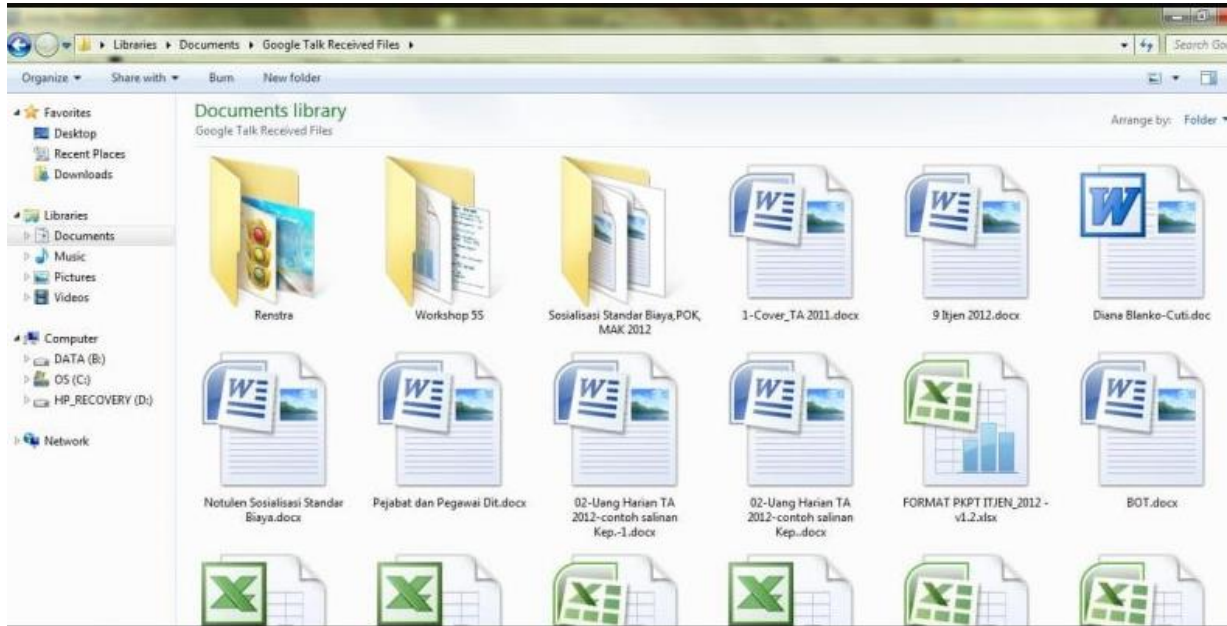 Libraries ▸ Documents ▸ Google Talk Received Files ▸
Search Go
Organize Share with Burn New folder
Favorites
Desktop
Recent Places
Downloads
Libraries
Documents
Music
Pictures
Videos
Computer
DATA (B:)
OS (C:)
HP_RECOVERY (D:)
Network
Documents library
Google Talk Received Files
Arrange by: Folder
Renstra
Workshop 5S
Sosialisasi Standar Biaya,POK,
MAK 2012
1-Cover_TA 2011.docx
9 Itjen 2012.docx
Diana Blanko-Cuti.doc
Notulen Sosialisasi Standar
Biaya.docx
Pejabat dan Pegawai Dit.docx
02-Uang Harian TA
2012-contoh salinan
Kep.-1.docx
02-Uang Harian TA
2012-contoh salinan
Kep..docx
FORMAT PKPT ITJEN_2012 -
v1.2.xlsx
BOT.docx